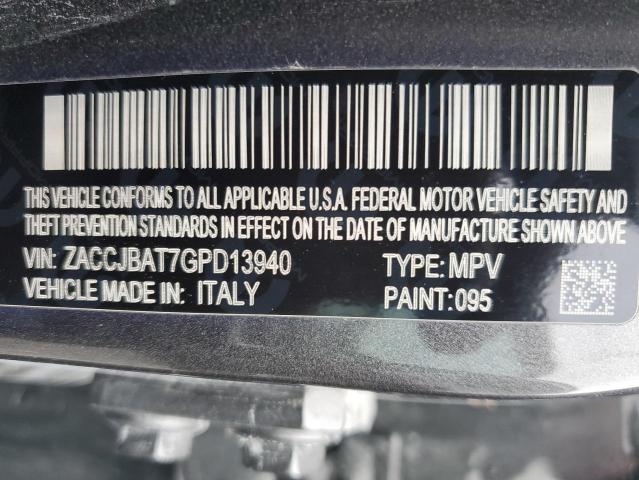 THIS VEHICLE CONFORMS TO ALL APPLICABLE U.S.A. FEDERAL MOTOR VEHICLE SAFETY AND
THEFT PREVENTION STANDARDS IN EFFECT ON THE DATE OF MANUFACTURE SHOWN ABOVE
VIN: ZACCJBAT7GPD13940 TYPE: MPV
VEHICLE MADE IN: ITALY PAINT: 095